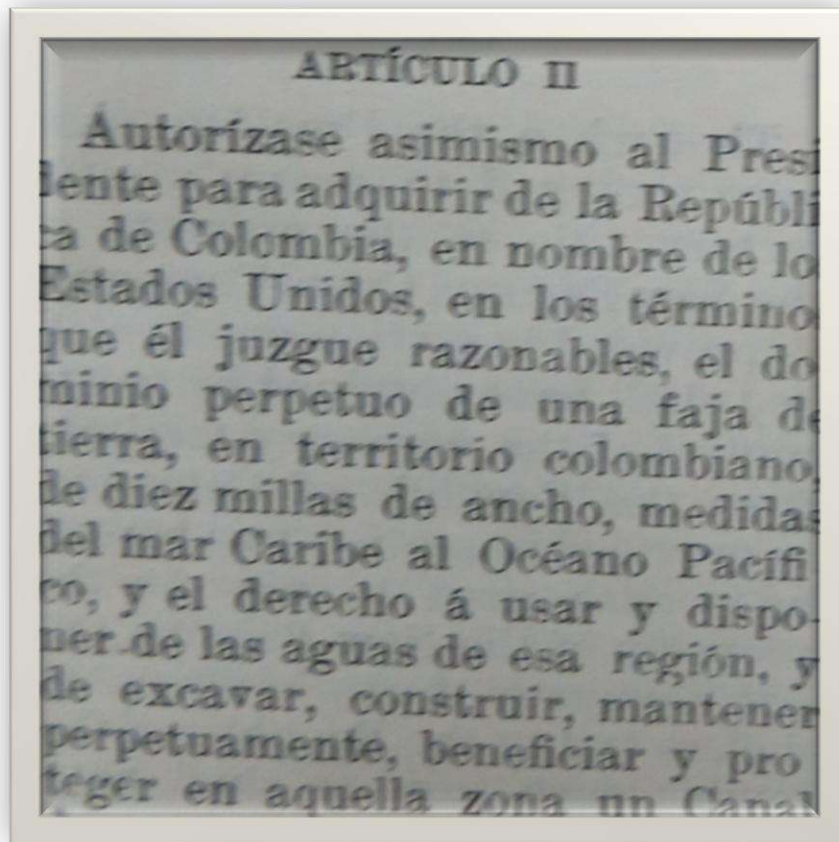 ARTÍCULO II
Autorízase asimismo al Presi
dente para adquirir de la Repúbli
ca de Colombia, en nombre de lo
Estados Unidos, en los término
que él juzgue razonables, el do
minio perpetuo de una faja de
tierra, en territorio colombiano,
de diez millas de ancho, medidas
del mar Caribe al Océano Pacífi
co, y el derecho á usar y dispo-
ner de las aguas de esa región, y
de excavar, construir, mantener
perpetuamente, beneficiar y pro
teger en aquella zona un Canal